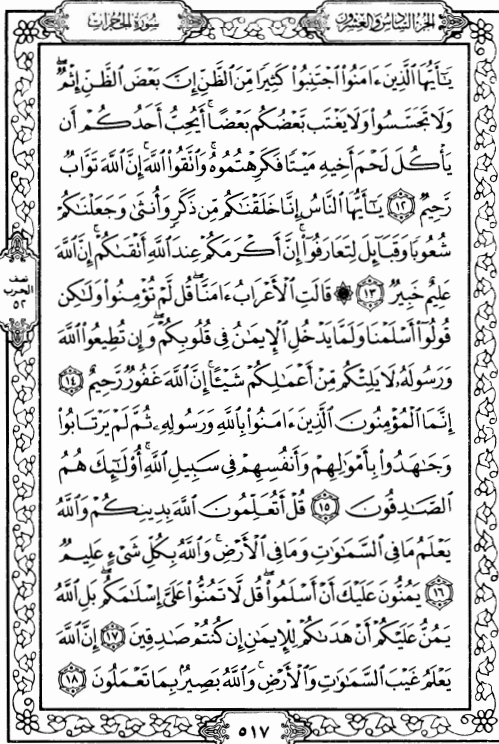 الجزء السادس والعشرون
سورة الحجرات
يَٰٓأَيُّهَا ٱلَّذِينَ ءَامَنُوا۟ ٱجْتَنِبُوا۟ كَثِيرًا مِّنَ ٱلظَّنِّ إِنَّ بَعْضَ ٱلظَّنِّ إِثْمٌ ۖ
وَلَا تَجَسَّسُوا۟ وَلَا يَغْتَب بَّعْضُكُم بَعْضًا ۚ أَيُحِبُّ أَحَدُكُمْ أَن
يَأْكُلَ لَحْمَ أَخِيهِ مَيْتًا فَكَرِهْتُمُوهُ ۚ وَٱتَّقُوا۟ ٱللَّهَ ۚ إِنَّ ٱللَّهَ تَوَّابٌ
رَّحِيمٌ ١٢ يَٰٓأَيُّهَا ٱلنَّاسُ إِنَّا خَلَقْنَٰكُم مِّن ذَكَرٍ وَأُنثَىٰ وَجَعَلْنَٰكُمْ
شُعُوبًا وَقَبَآئِلَ لِتَعَارَفُوٓا۟ ۚ إِنَّ أَكْرَمَكُمْ عِندَ ٱللَّهِ أَتْقَىٰكُمْ ۚ إِنَّ ٱللَّهَ
عَلِيمٌ خَبِيرٌ ١٣ ۞ قَالَتِ ٱلْأَعْرَابُ ءَامَنَّا ۖ قُل لَّمْ تُؤْمِنُوا۟ وَلَٰكِن
قُولُوٓا۟ أَسْلَمْنَا وَلَمَّا يَدْخُلِ ٱلْإِيمَٰنُ فِى قُلُوبِكُمْ ۖ وَإِن تُطِيعُوا۟ ٱللَّهَ
وَرَسُولَهُۥ لَا يَلِتْكُم مِّنْ أَعْمَٰلِكُمْ شَيْـًٔا ۚ إِنَّ ٱللَّهَ غَفُورٌ رَّحِيمٌ ١٤
إِنَّمَا ٱلْمُؤْمِنُونَ ٱلَّذِينَ ءَامَنُوا۟ بِٱللَّهِ وَرَسُولِهِۦ ثُمَّ لَمْ يَرْتَابُوا۟
وَجَٰهَدُوا۟ بِأَمْوَٰلِهِمْ وَأَنفُسِهِمْ فِى سَبِيلِ ٱللَّهِ ۚ أُو۟لَٰٓئِكَ هُمُ
ٱلصَّٰدِقُونَ ١٥ قُلْ أَتُعَلِّمُونَ ٱللَّهَ بِدِينِكُمْ وَٱللَّهُ
يَعْلَمُ مَا فِى ٱلسَّمَٰوَٰتِ وَمَا فِى ٱلْأَرْضِ ۚ وَٱللَّهُ بِكُلِّ شَىْءٍ عَلِيمٌ
١٦ يَمُنُّونَ عَلَيْكَ أَنْ أَسْلَمُوا۟ ۖ قُل لَّا تَمُنُّوا۟ عَلَىَّ إِسْلَٰمَكُم ۖ بَلِ ٱللَّهُ
يَمُنُّ عَلَيْكُمْ أَنْ هَدَىٰكُمْ لِلْإِيمَٰنِ إِن كُنتُمْ صَٰدِقِينَ ١٧ إِنَّ ٱللَّهَ
يَعْلَمُ غَيْبَ ٱلسَّمَٰوَٰتِ وَٱلْأَرْضِ ۚ وَٱللَّهُ بَصِيرٌۢ بِمَا تَعْمَلُونَ ١٨
نصف
الحزب
٥٢
٥١٧